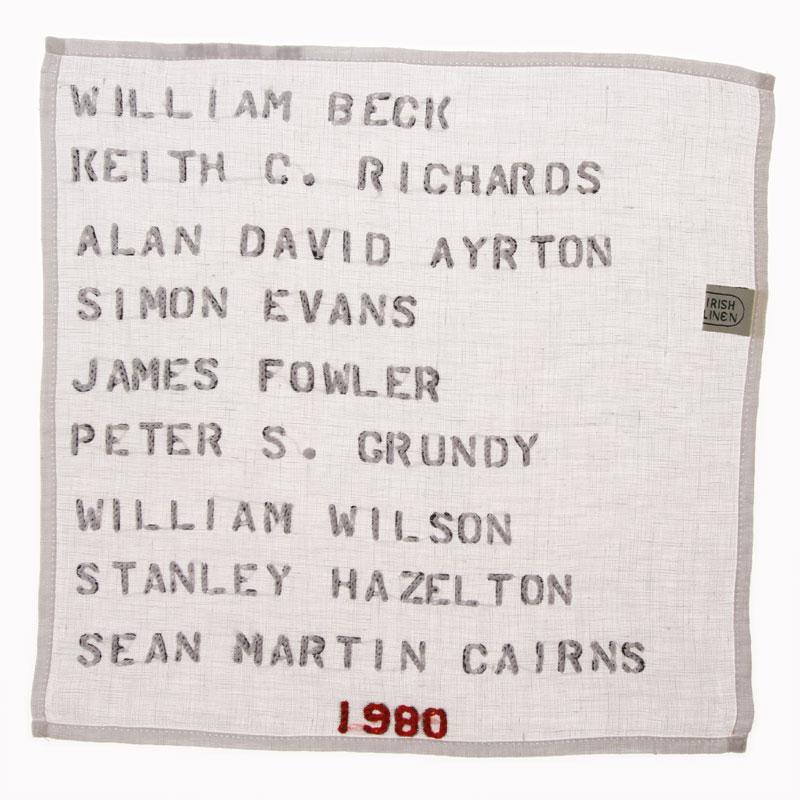 WILLIAM BECK
KEITH C. RICHARDS
ALAN DAVID AYRTON
SIMON EVANS
IRISH
LINEN
JAMES FOWLER
PETER S. GRUNDY
WILLIAM WILSON
STANLEY HAZELTON
SEAN MARTIN CAIRNS
1980